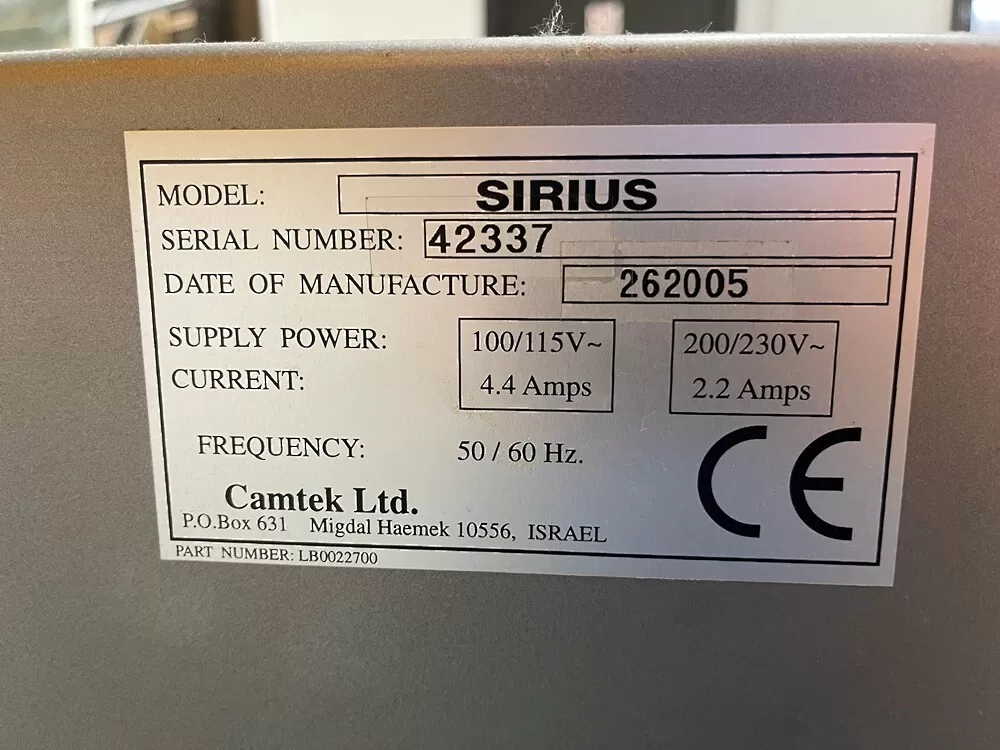 MODEL: SIRIUS
SERIAL NUMBER: 42337
DATE OF MANUFACTURE: 262005
SUPPLY POWER: 100/115V~ 200/230V~
CURRENT: 4.4 Amps 2.2 Amps
FREQUENCY: 50 / 60 Hz.
CE
Camtek Ltd.
P.O.Box 631 Migdal Haemek 10556, ISRAEL
PART NUMBER: LB0022700